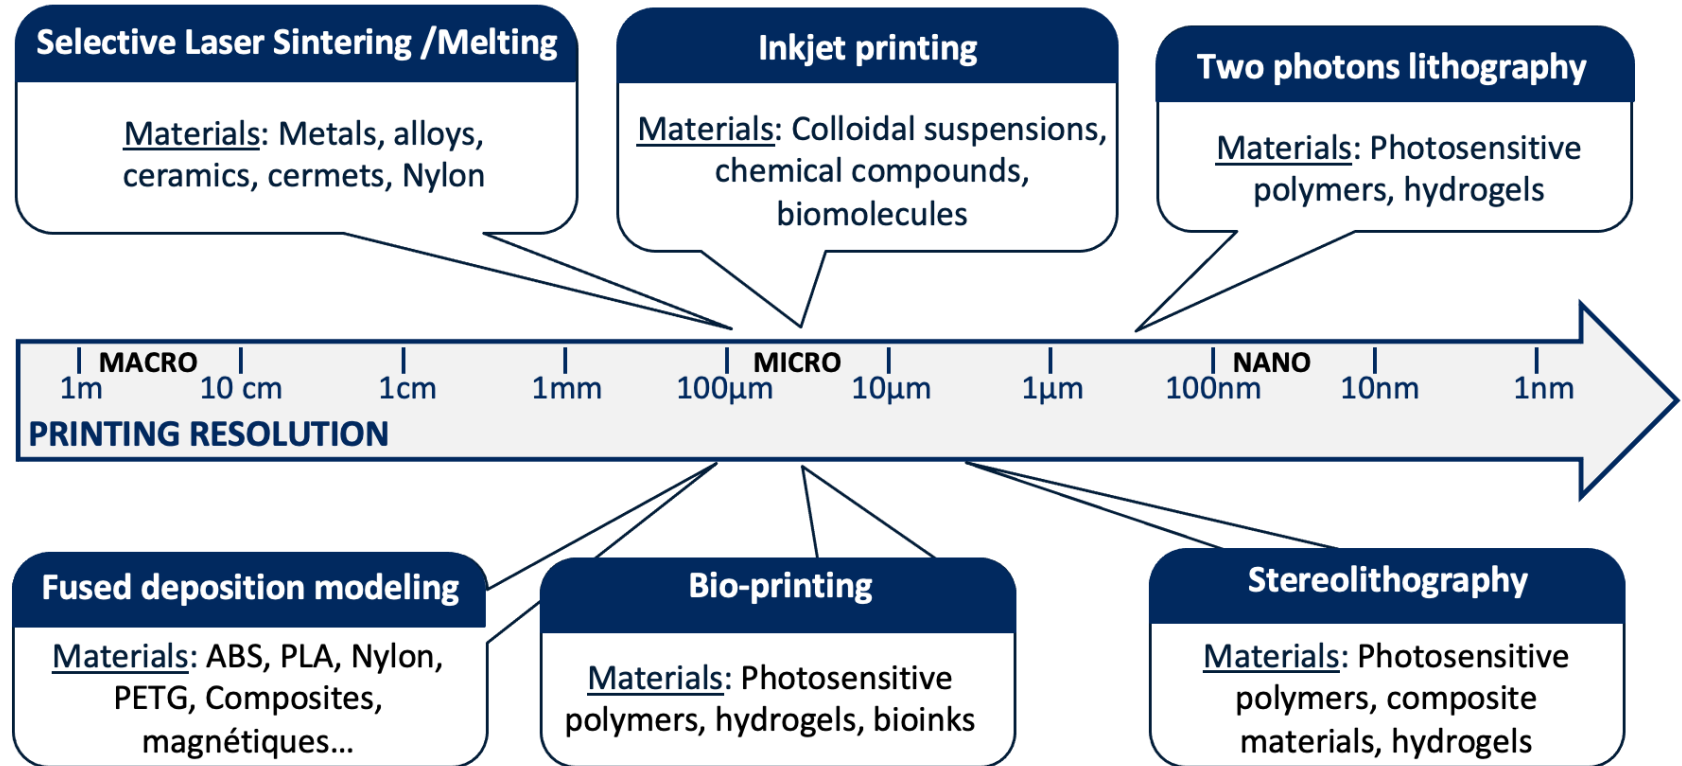 Selective Laser Sintering /Melting
Materials: Metals, alloys,
ceramics, cermets, Nylon
Inkjet printing
Materials: Colloidal suspensions,
chemical compounds,
biomolecules
Two photons lithography
Materials: Photosensitive
polymers, hydrogels
MACRO MICRO NANO
1m 10 cm 1cm 1mm 100µm 10µm 1µm 100nm 10nm 1nm
PRINTING RESOLUTION
Fused deposition modeling
Materials: ABS, PLA, Nylon,
PETG, Composites,
magnétiques...
Bio-printing
Materials: Photosensitive
polymers, hydrogels, bioinks
Stereolithography
Materials: Photosensitive
polymers, composite
materials, hydrogels